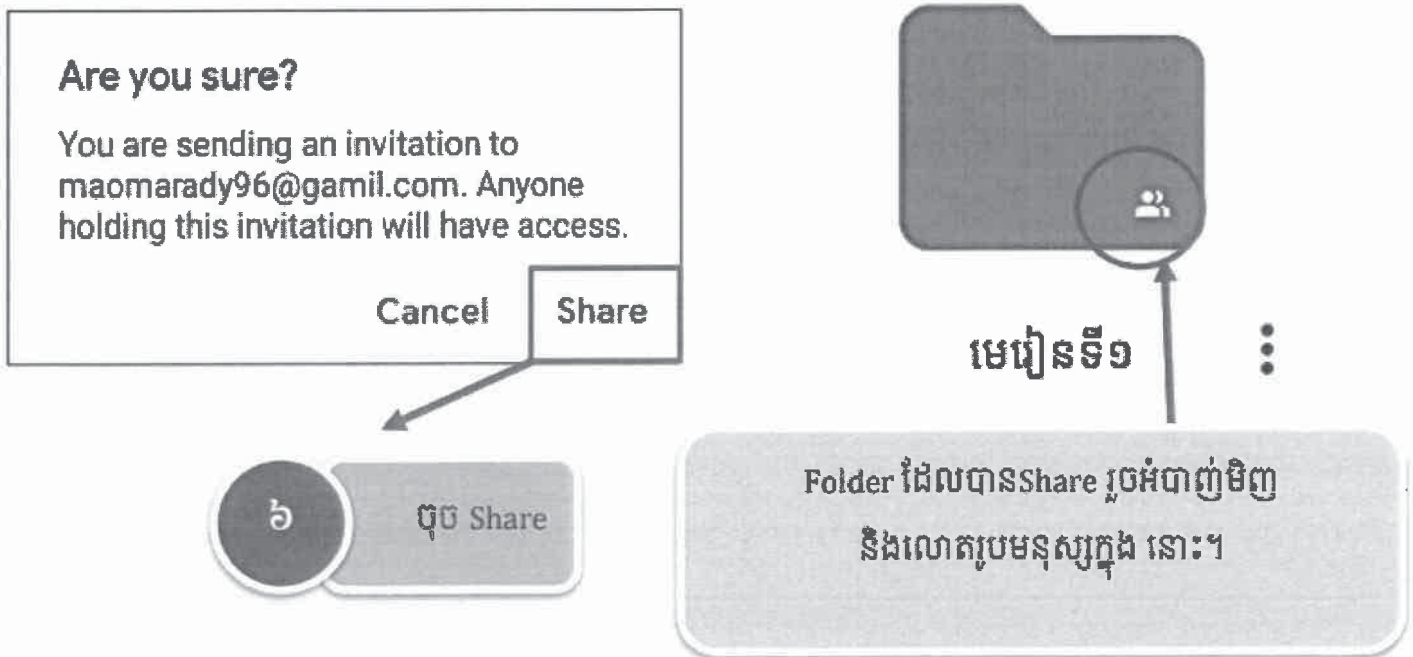 Are you sure?
You are sending an invitation to
maomarady96@gamil.com. Anyone
holding this invitation will have access.
Cancel
Share
៦
ចុច Share
មេរៀនទី១
Folder ដែលបានShare រួចអំបាញ់មិញ
និងលោតរូបមនុស្សក្នុង នោះ។